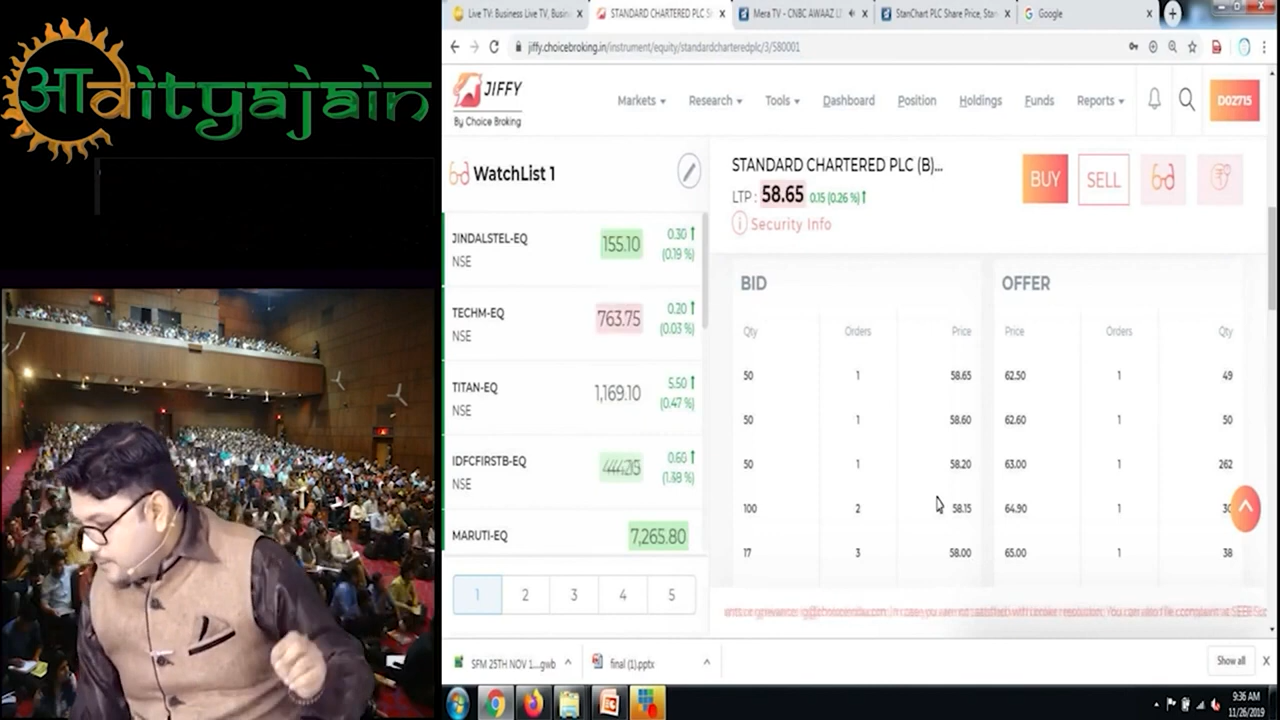 आdityajain
Live TV: Business Live TV, Busin
STANDARD CHARTERED PLC S
Mera TV - CNBC AWAAZ L
StanChart PLC Share Price, Stan
Google
jiffy.choicebroking.in/instrument/equity/standardcharteredplc/3/580001
JIFFY
By Choice Broking
Markets
Research
Tools
Dashboard
Position
Holdings
Funds
Reports
D02715
WatchList 1
JINDALSTEL-EQ 155.10 0.30
NSE (0.19 %)
TECHM-EQ 763.75 0.20
NSE (0.03 %)
TITAN-EQ 1,169.10 5.50
NSE (0.47 %)
IDFCFIRSTB-EQ 0.60
NSE
MARUTI-EQ 7,265.80
1 2 3 4 5
STANDARD CHARTERED PLC (B)...
LTP : 58.65 0.15 (0.26 %)
Security Info
BUY
SELL
BID
OFFER
Qty Orders Price Price Orders Qty
50 1 58.65 62.50 1 49
50 1 58.60 62.60 1 50
50 1 58.20 63.00 1 262
100 2 58.15 64.90 1
17 3 58.00 65.00 1 38
SFM 25TH NOV 1....gwb
final (1).pptx
Show all
9:36 AM
11/26/2019